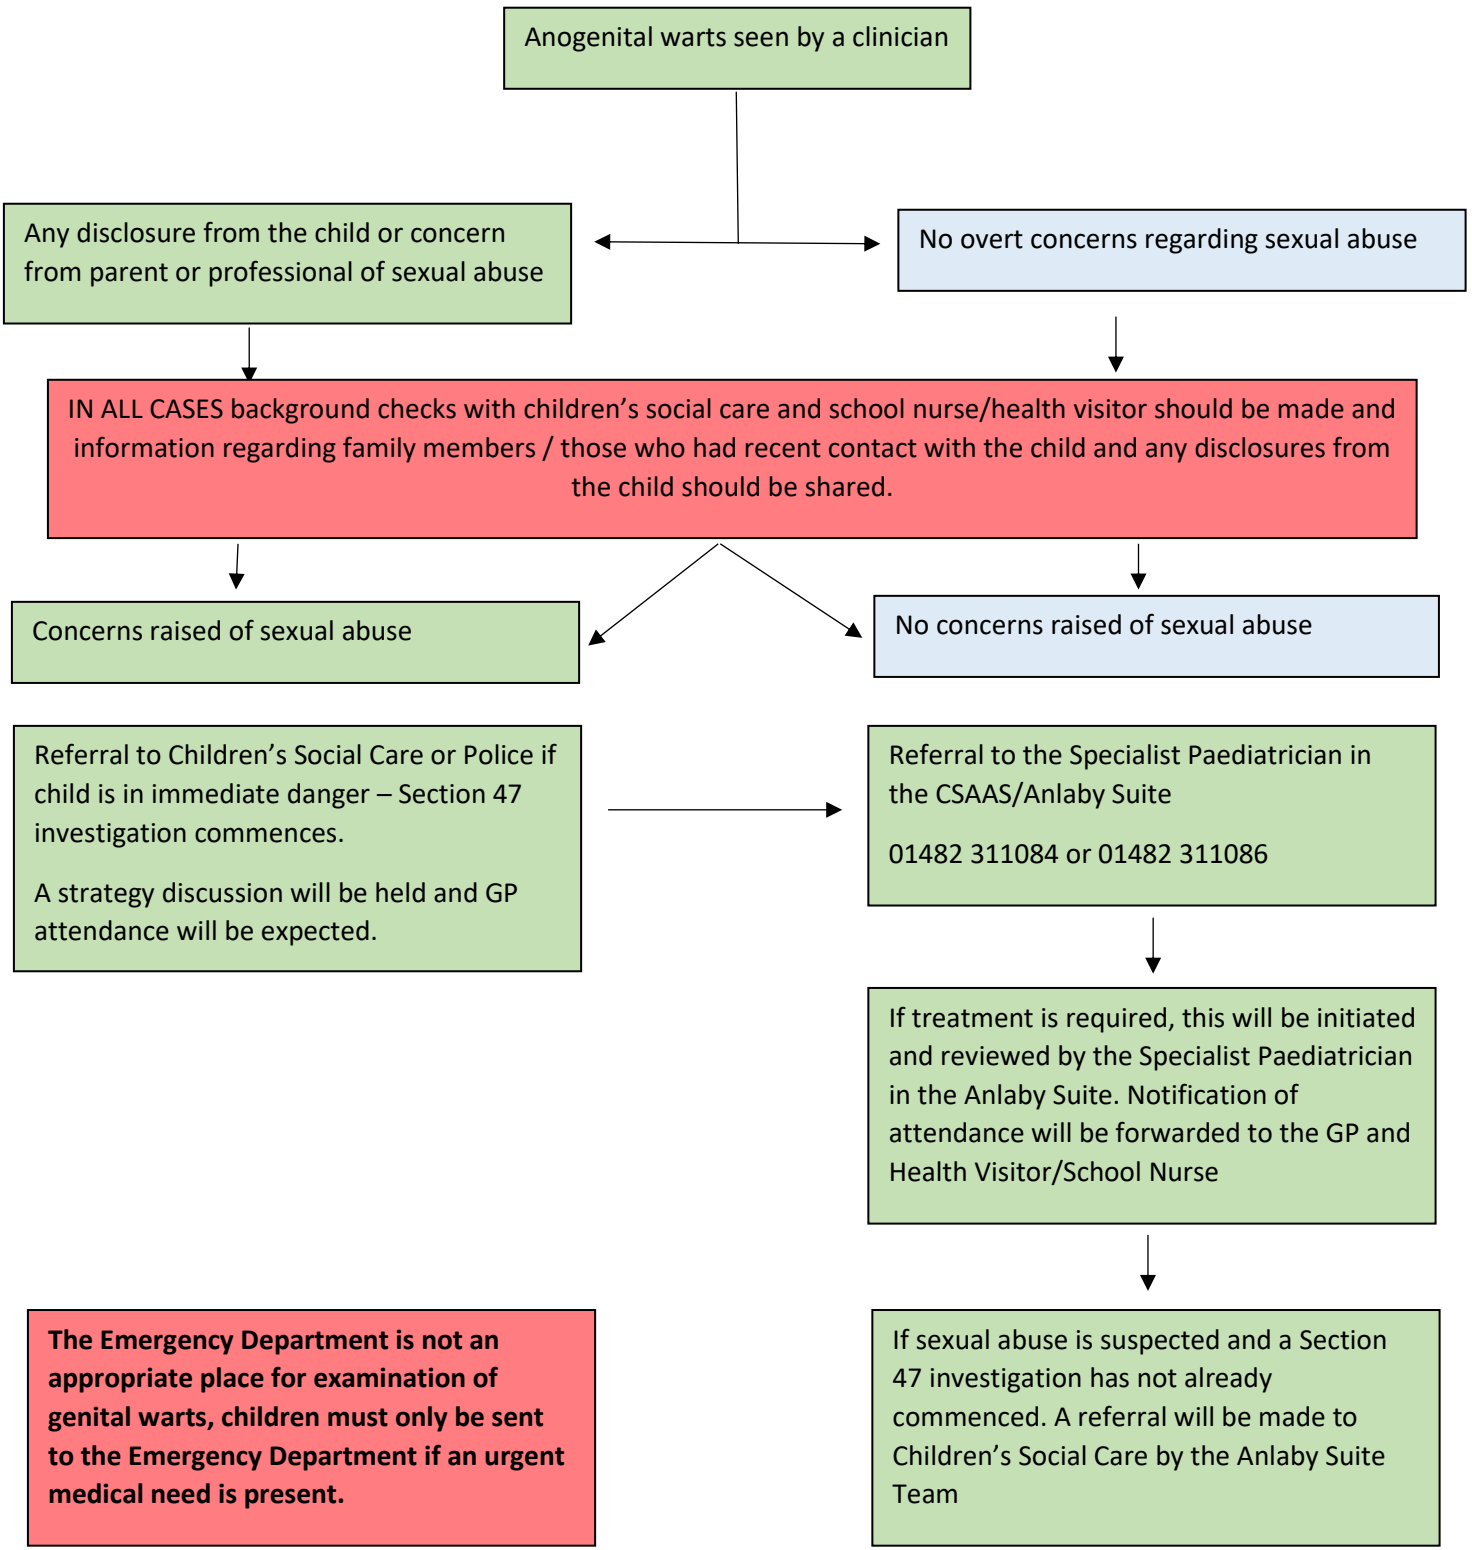 Anogenital warts seen by a clinician
Any disclosure from the child or concern
from parent or professional of sexual abuse
No overt concerns regarding sexual abuse
IN ALL CASES background checks with children’s social care and school nurse/health visitor should be made and
information regarding family members / those who had recent contact with the child and any disclosures from
the child should be shared.
Concerns raised of sexual abuse
No concerns raised of sexual abuse
Referral to Children’s Social Care or Police if
child is in immediate danger – Section 47
investigation commences.
A strategy discussion will be held and GP
attendance will be expected.
Referral to the Specialist Paediatrician in
the CSAAS/Anlaby Suite
01482 311084 or 01482 311086
If treatment is required, this will be initiated
and reviewed by the Specialist Paediatrician
in the Anlaby Suite. Notification of
attendance will be forwarded to the GP and
Health Visitor/School Nurse
The Emergency Department is not an
appropriate place for examination of
genital warts, children must only be sent
to the Emergency Department if an urgent
medical need is present.
If sexual abuse is suspected and a Section
47 investigation has not already
commenced. A referral will be made to
Children’s Social Care by the Anlaby Suite
Team